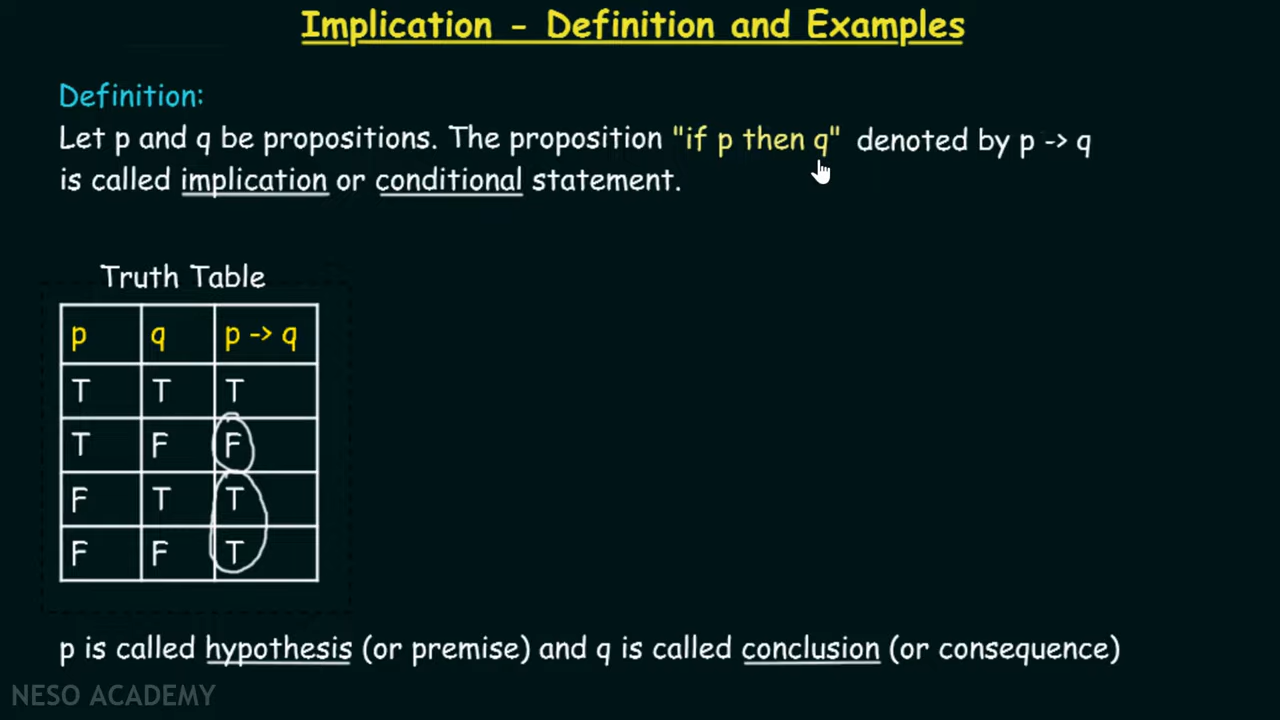 Implication - Definition and Examples
Definition:
Let p and q be propositions. The proposition "if p then q" denoted by p -> q
is called implication or conditional statement.
Truth Table
p q p -> q
T T T
T F F
F T T
F F T
p is called hypothesis (or premise) and q is called conclusion (or consequence)
NESO ACADEMY